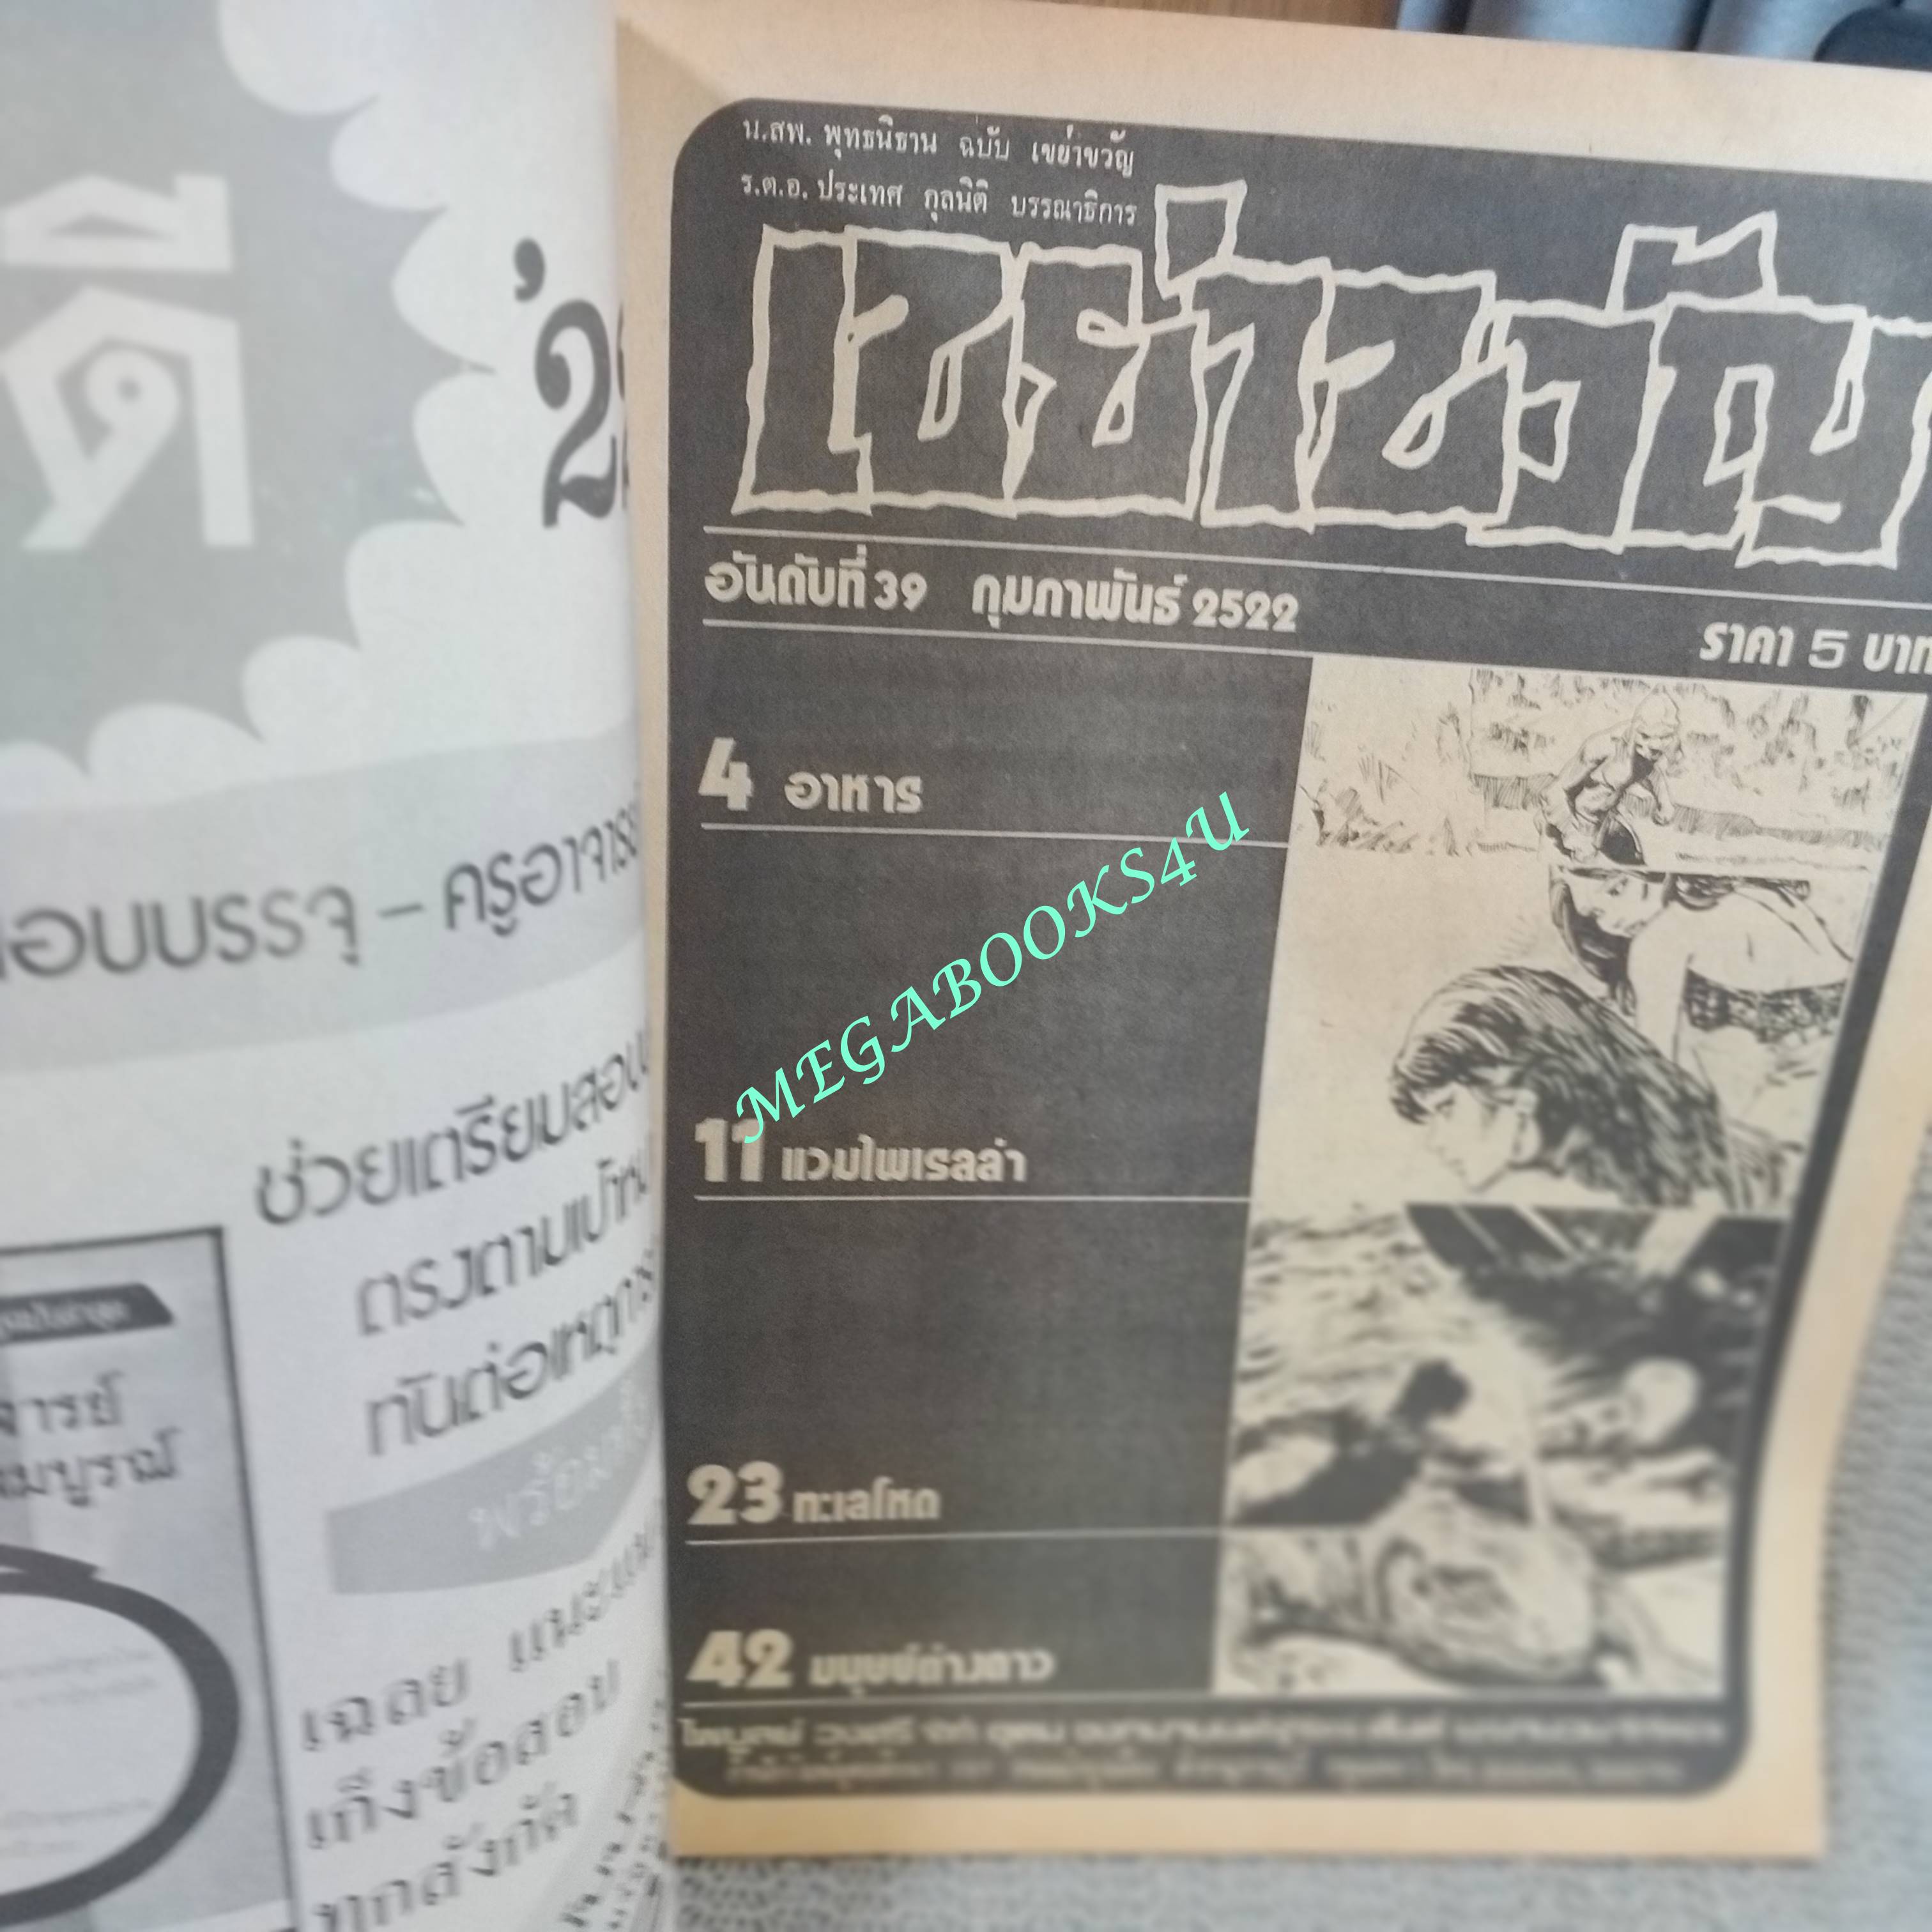 ดี
'2
อบบรรจุ – ครูอาจาร
ช่วยเตรียมสอบ
ตรงตามเป้าห
ทันต่อเหตุการ
จารย์
สมบูรณ์
เฉลย แนะแน
เก็งข้อสอบ
ทุกสังกัด
น.สพ. พุทธนิธาน ฉบับ เขย่าขวัญ
ร.ต.อ. ประเทศ กุลนิติ บรรณาธิการ
เขย่าขวัญ
อันดับที่ 39 กุมภาพันธ์ 2522
ราคา 5 บาท
4 อาหาร
11 แวมไพเรลล่า
23 ทะเลโหด
42 มนุษย์ต่างดาว
MEGABOOKS4U